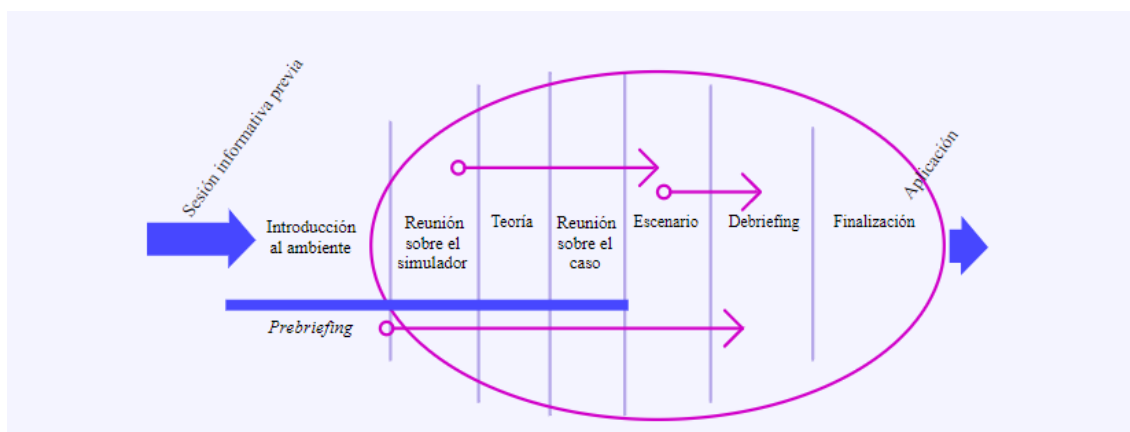 Sesión informativa previa
Introducción
al ambiente
Reunión
sobre el
simulador
Teoría
Reunión
sobre el
caso
Escenario
Debriefing
Finalización
Aplicación
Prebriefing